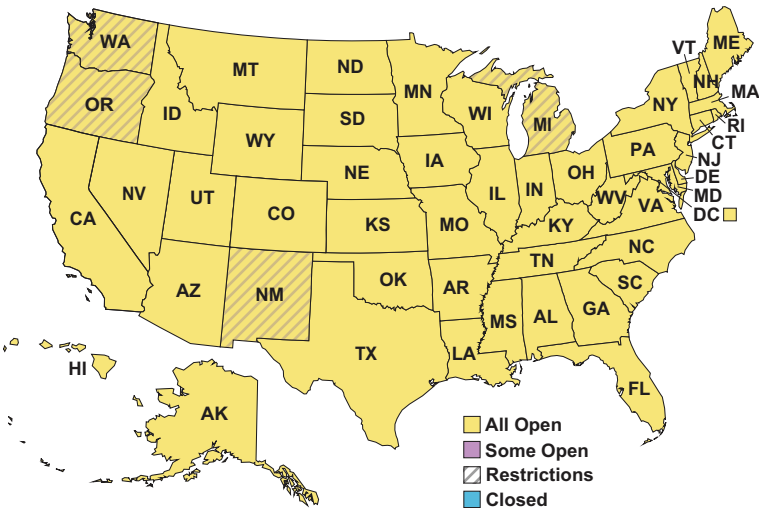 WA
MT
ND
MN
VT
ME
NH
MA
OR
ID
SD
WI
MI
NY
RI
CT
WY
IA
PA
NJ
NV
UT
NE
IL
IN
OH
DE
MD
DC
CA
CO
KS
MO
KY
WV
VA
NC
TN
AZ
NM
OK
AR
SC
MS
AL
GA
TX
LA
FL
HI
AK
All Open
Some Open
Restrictions
Closed